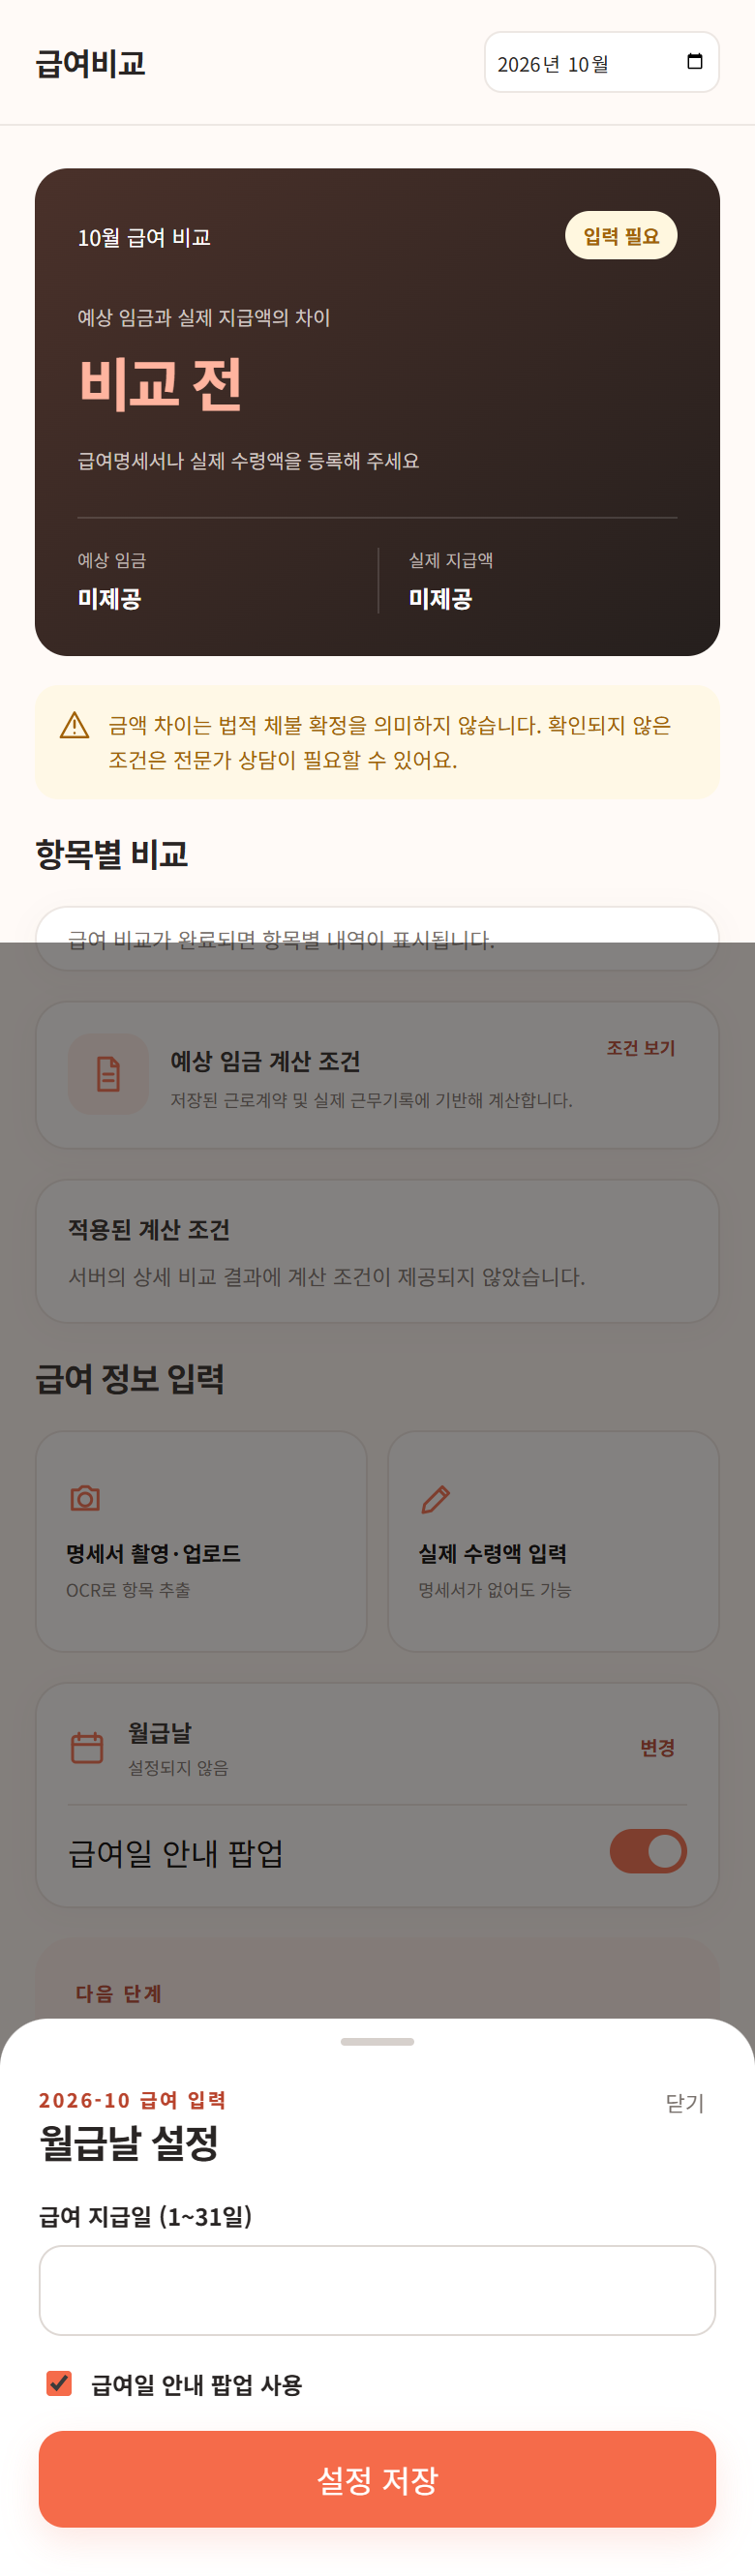 급여비교
2026년 10월
10월 급여 비교
입력 필요
예상 임금과 실제 지급액의 차이
비교 전
급여명세서나 실제 수령액을 등록해 주세요
예상 임금
실제 지급액
미제공
미제공
금액 차이는 법적 체불 확정을 의미하지 않습니다. 확인되지 않은
조건은 전문가 상담이 필요할 수 있어요.
항목별 비교
급여 비교가 완료되면 항목별 내역이 표시됩니다.
예상 임금 계산 조건
조건 보기
저장된 근로계약 및 실제 근무기록에 기반해 계산합니다.
적용된 계산 조건
서버의 상세 비교 결과에 계산 조건이 제공되지 않았습니다.
급여 정보 입력
명세서 촬영·업로드
OCR로 항목 추출
실제 수령액 입력
명세서가 없어도 가능
월급날
설정되지 않음
변경
급여일 안내 팝업
다음 단계
2026-10 급여 입력
닫기
월급날 설정
급여 지급일 (1~31일)
급여일 안내 팝업 사용
설정 저장